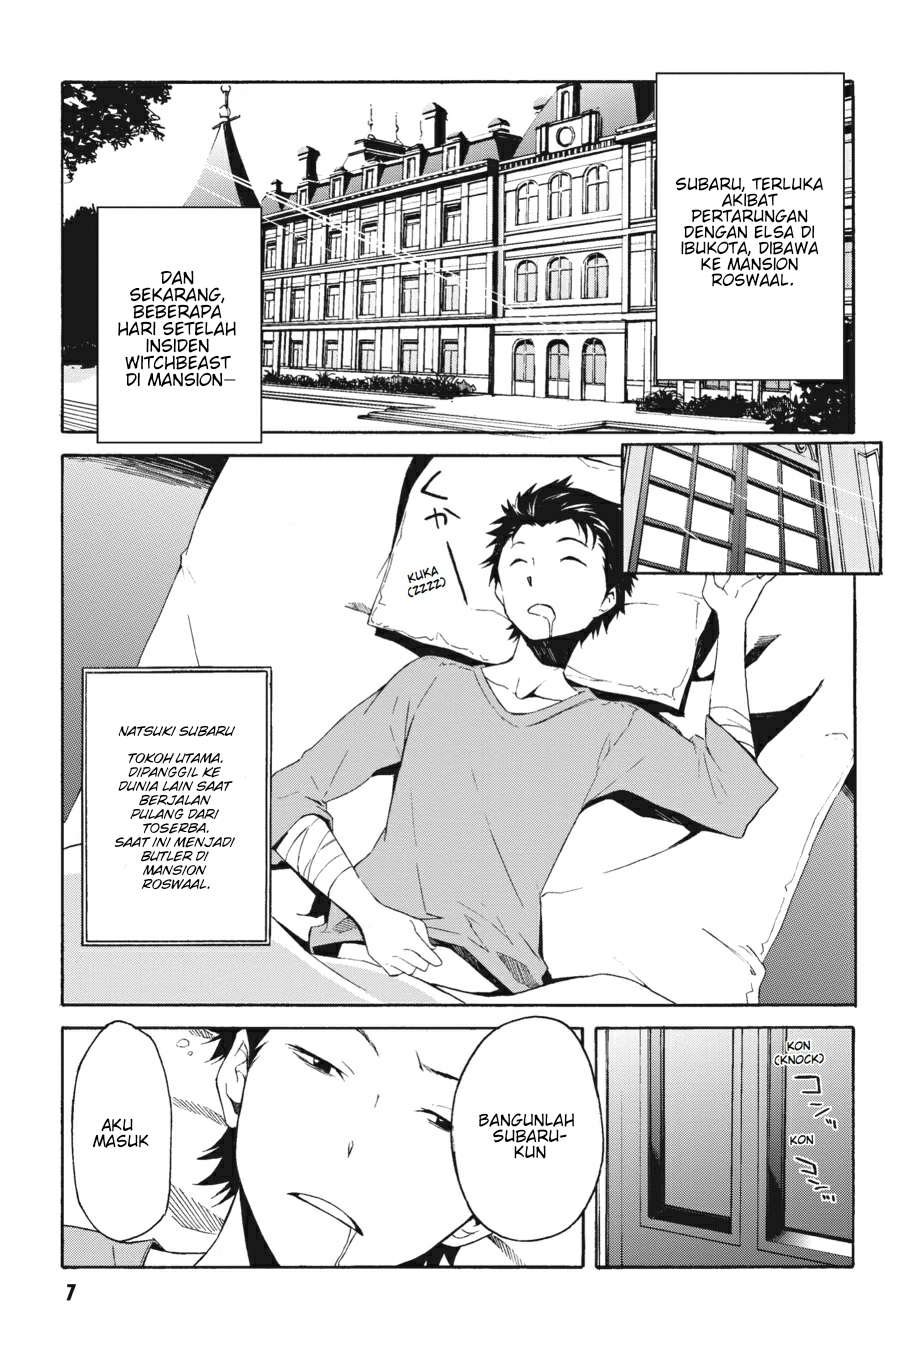 SUBARU, TERLUKA
AKIBAT
PERTARUNGAN
DENGAN ELSA DI
IBUKOTA, DIBAWA
KE MANSION
ROSWAAL.
DAN
SEKARANG,
BEBERAPA
HARI SETELAH
INSIDEN
WITCHBEAST
DI MANSION—
くかー
KUKA
(ZZZZ)
NATSUKI SUBARU
TOKOH UTAMA.
DIPANGGIL KE
DUNIA LAIN SAAT
BERJALAN
PULANG DARI
TOSERBA.
SAAT INI MENJADI
BUTLER DI
MANSION
ROSWAAL.
KON
(KNOCK)
コン
KON
コン
BANGUNLAH
SUBARU-
KUN
AKU
MASUK
7